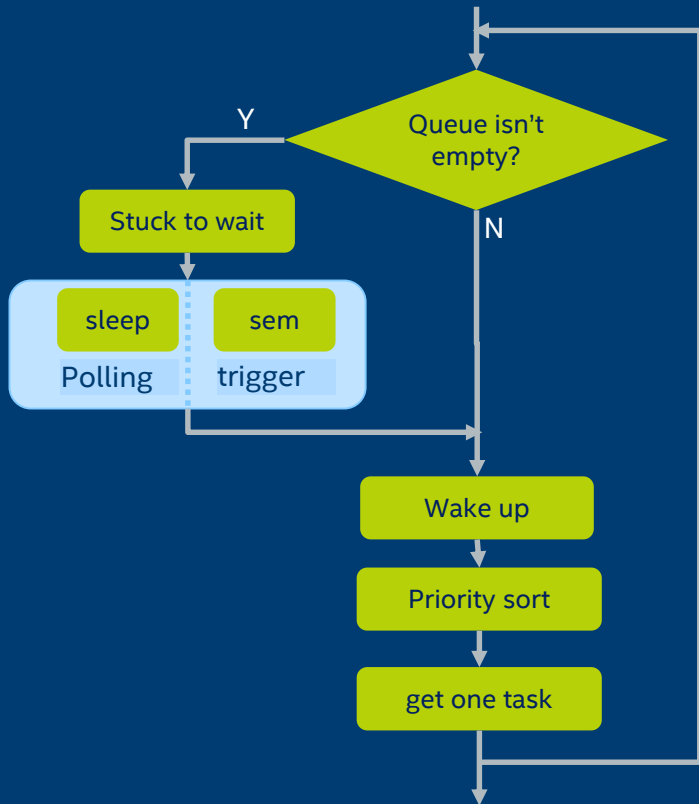 Queue isn't
empty?
Y
Stuck to wait
N
sleep
sem
Polling
trigger
Wake up
Priority sort
get one task